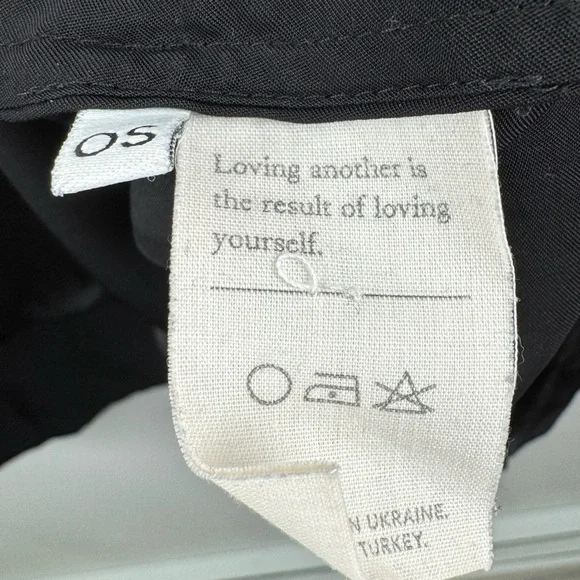 OS
Loving another is
the result of loving
yourself.
N UKRAINE.
TURKEY.